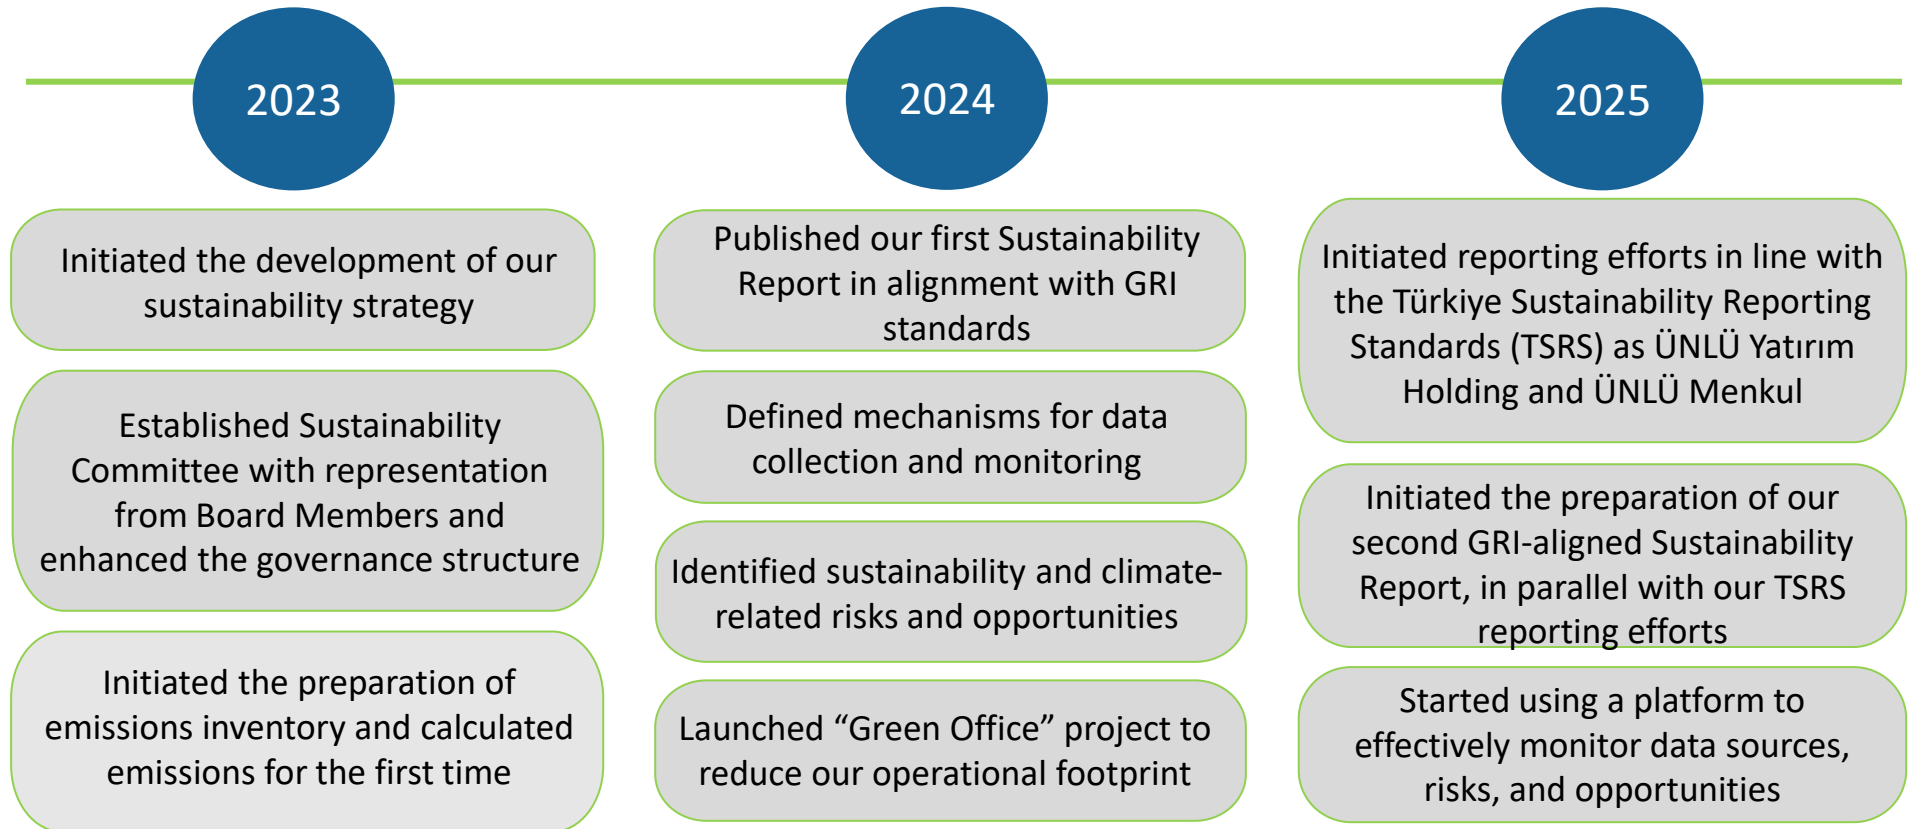 2023
Initiated the development of our
sustainability strategy
Established Sustainability
Committee with representation
from Board Members and
enhanced the governance structure
Initiated the preparation of
emissions inventory and calculated
emissions for the first time
2024
Published our first Sustainability
Report in alignment with GRI
standards
Defined mechanisms for data
collection and monitoring
Identified sustainability and climate-
related risks and opportunities
Launched “Green Office” project to
reduce our operational footprint
2025
Initiated reporting efforts in line with
the Türkiye Sustainability Reporting
Standards (TSRS) as ÜNLÜ Yatırım
Holding and ÜNLÜ Menkul
Initiated the preparation of our
second GRI-aligned Sustainability
Report, in parallel with our TSRS
reporting efforts
Started using a platform to
effectively monitor data sources,
risks, and opportunities